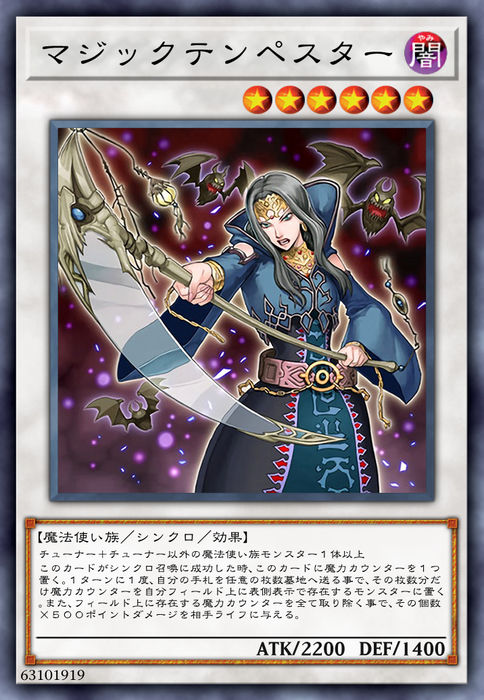 マジックテンペスター
やみ
闇
【魔法使い族／シンクロ／効果】
チューナー＋チューナー以外の魔法使い族モンスター１体以上
このカードがシンクロ召喚に成功した時、このカードに魔力カウンターを１つ
置く。１ターンに１度、自分の手札を任意の枚数墓地へ送る事で、その枚数分だ
け魔力カウンターを自分フィールド上に表側表示で存在するモンスターに置く
。また、フィールド上に存在する魔力カウンターを全て取り除く事で、その個数
×５００ポイントダメージを相手ライフに与える。
ATK/2200 DEF/1400
63101919